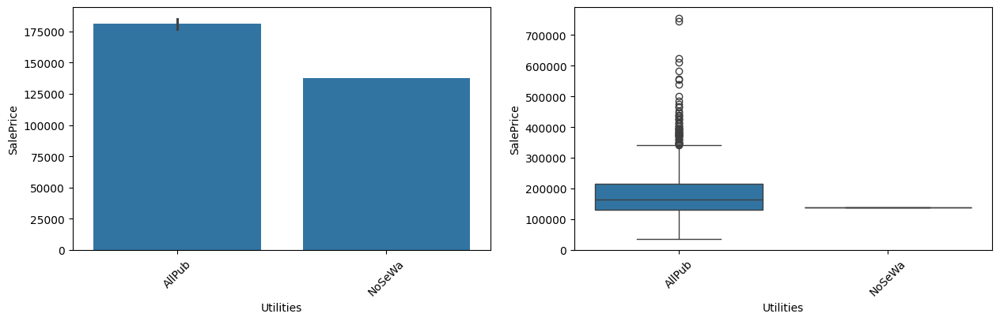 SalePrice
175000
150000
125000
100000
75000
50000
25000
0
AllPub
NoSeWa
Utilities
SalePrice
700000
600000
500000
400000
300000
200000
100000
0
AllPub
NoSeWa
Utilities